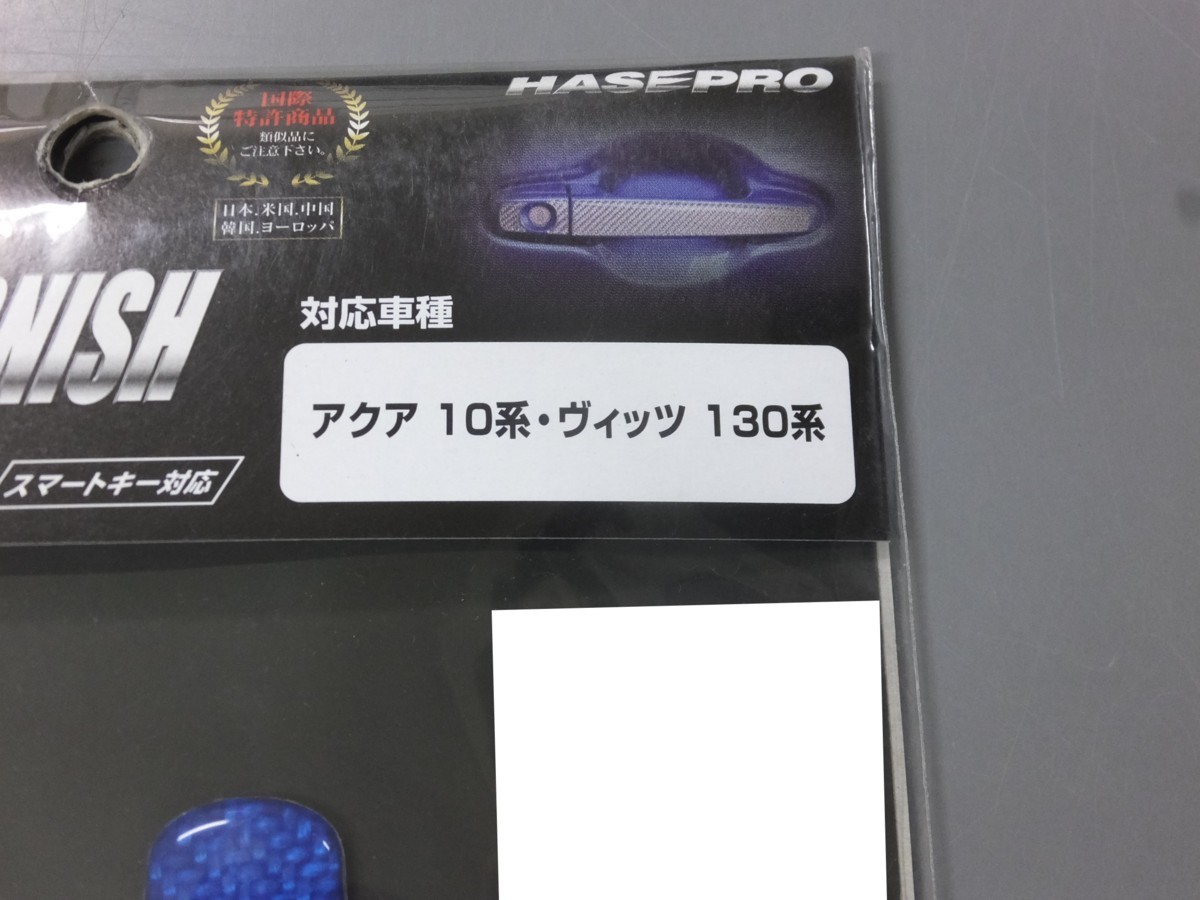 HASEPRO
国際
特許商品
類似品に
ご注意下さい。
日本.米国.中国
韓国.ヨーロッパ
NISH
対応車種
アクア 10系・ヴィッツ 130系
スマートキー対応